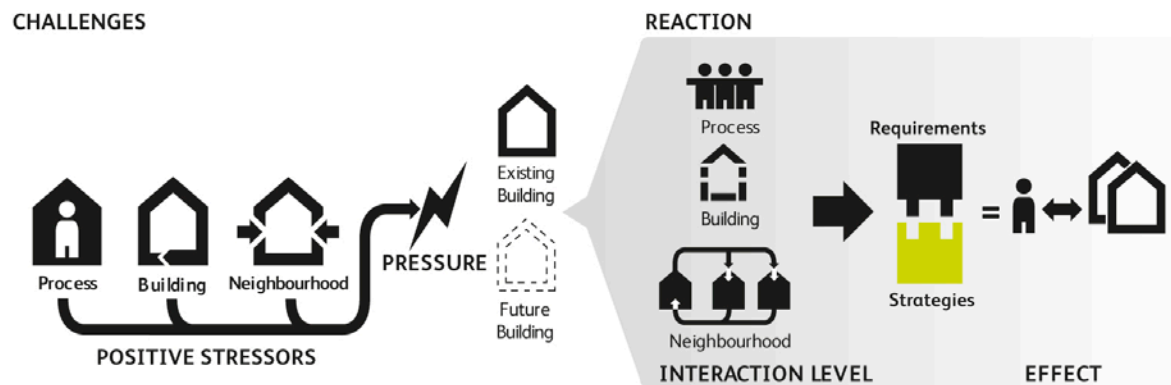 CHALLENGES
Process
Building
Neighbourhood
POSITIVE STRESSORS
PRESSURE
Existing
Building
Future
Building
REACTION
Process
Building
Neighbourhood
INTERACTION LEVEL
Requirements
=
Strategies
EFFECT